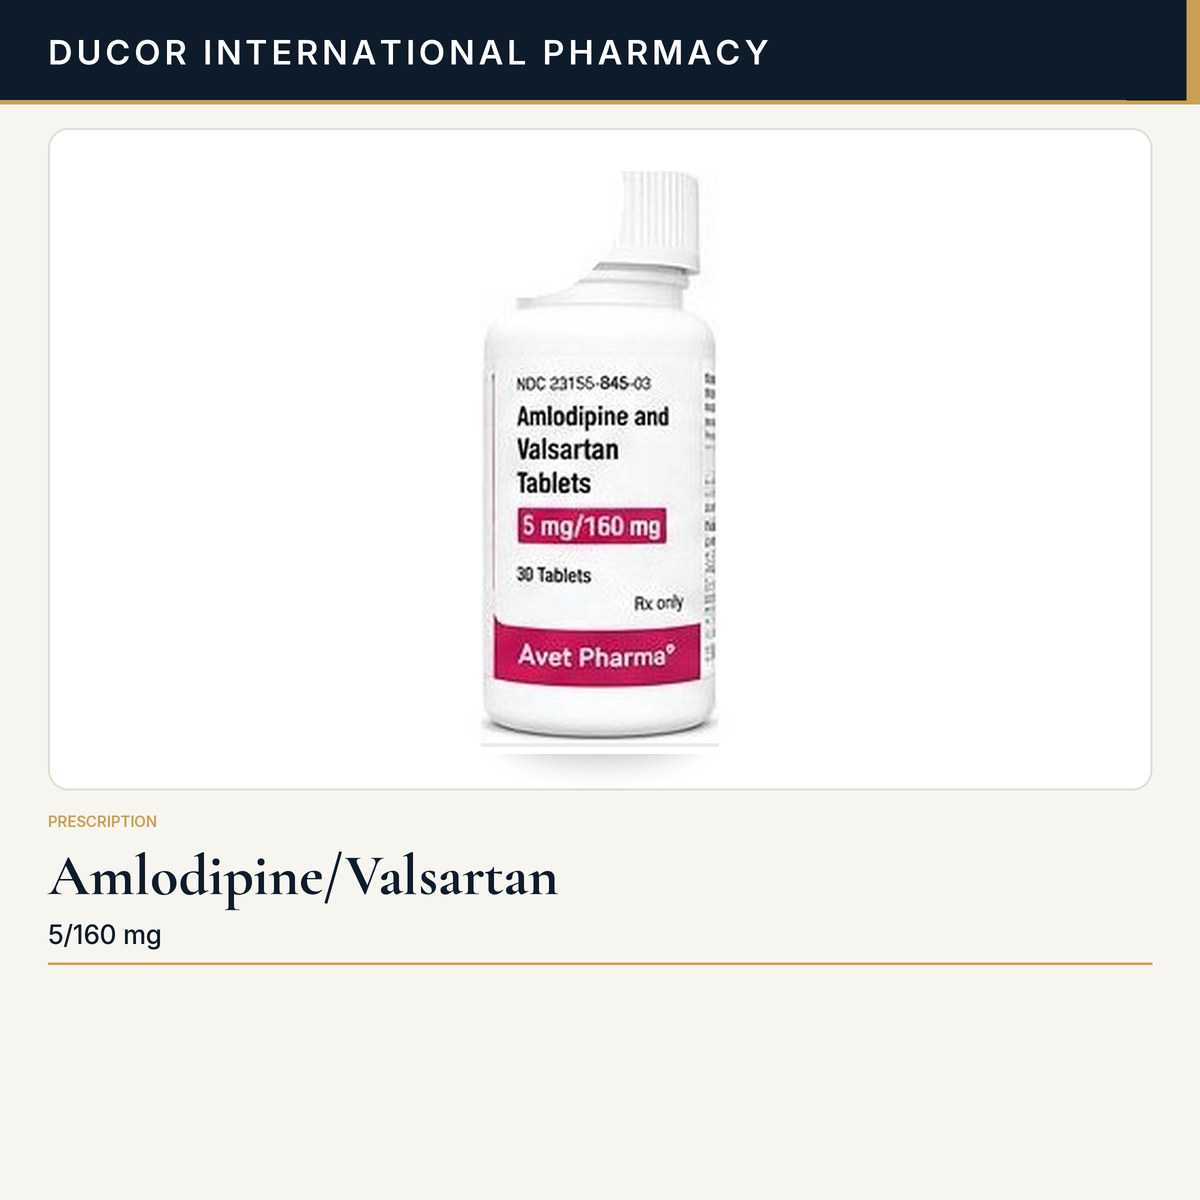 DUCOR INTERNATIONAL PHARMACY
NDC 23155-845-03
Amlodipine and
Valsartan
Tablets
5 mg/160 mg
30 Tablets
Rx only
Avet Pharma®
PRESCRIPTION
Amlodipine/Valsartan
5/160 mg